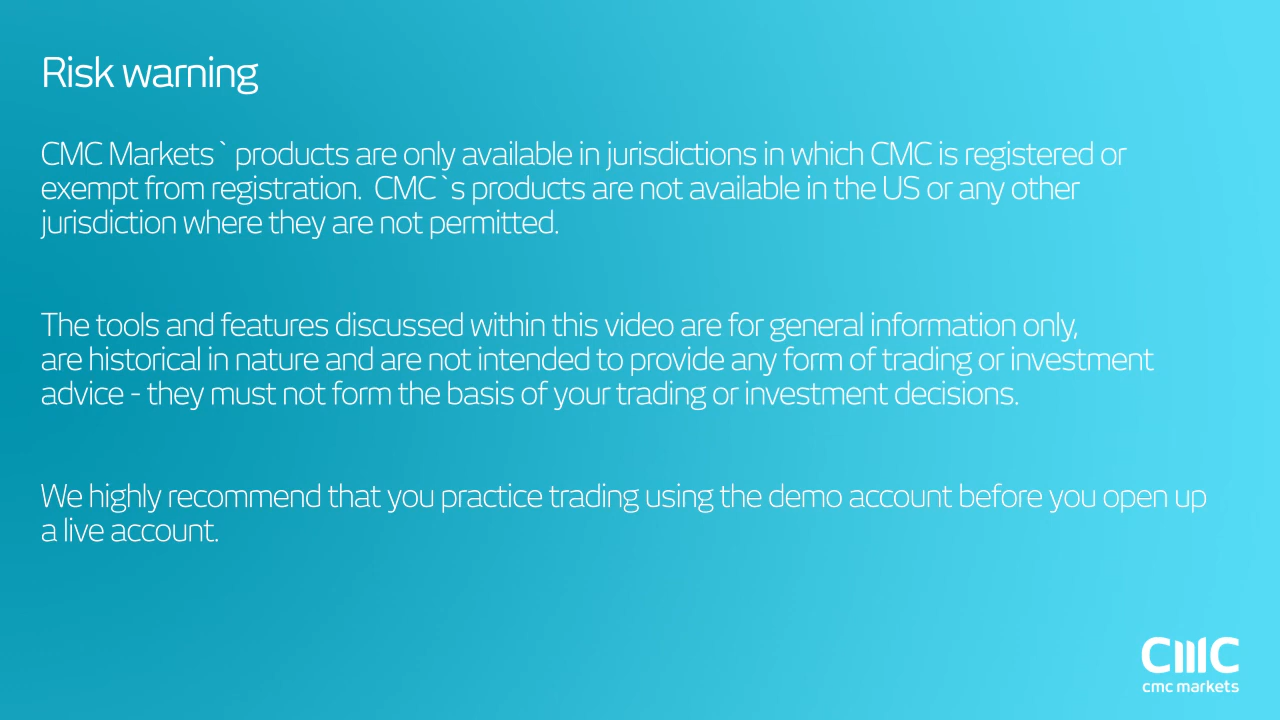 Risk warning
CMC Markets` products are only available in jurisdictions in which CMC is registered or
exempt from registration.  CMC`s products are not available in the US or any other
jurisdiction where they are not permitted.
The tools and features discussed within this video are for general information only,
are historical in nature and are not intended to provide any form of trading or investment
advice - they must not form the basis of your trading or investment decisions.
We highly recommend that you practice trading using the demo account before you open up
a live account.
CMC
cmc markets